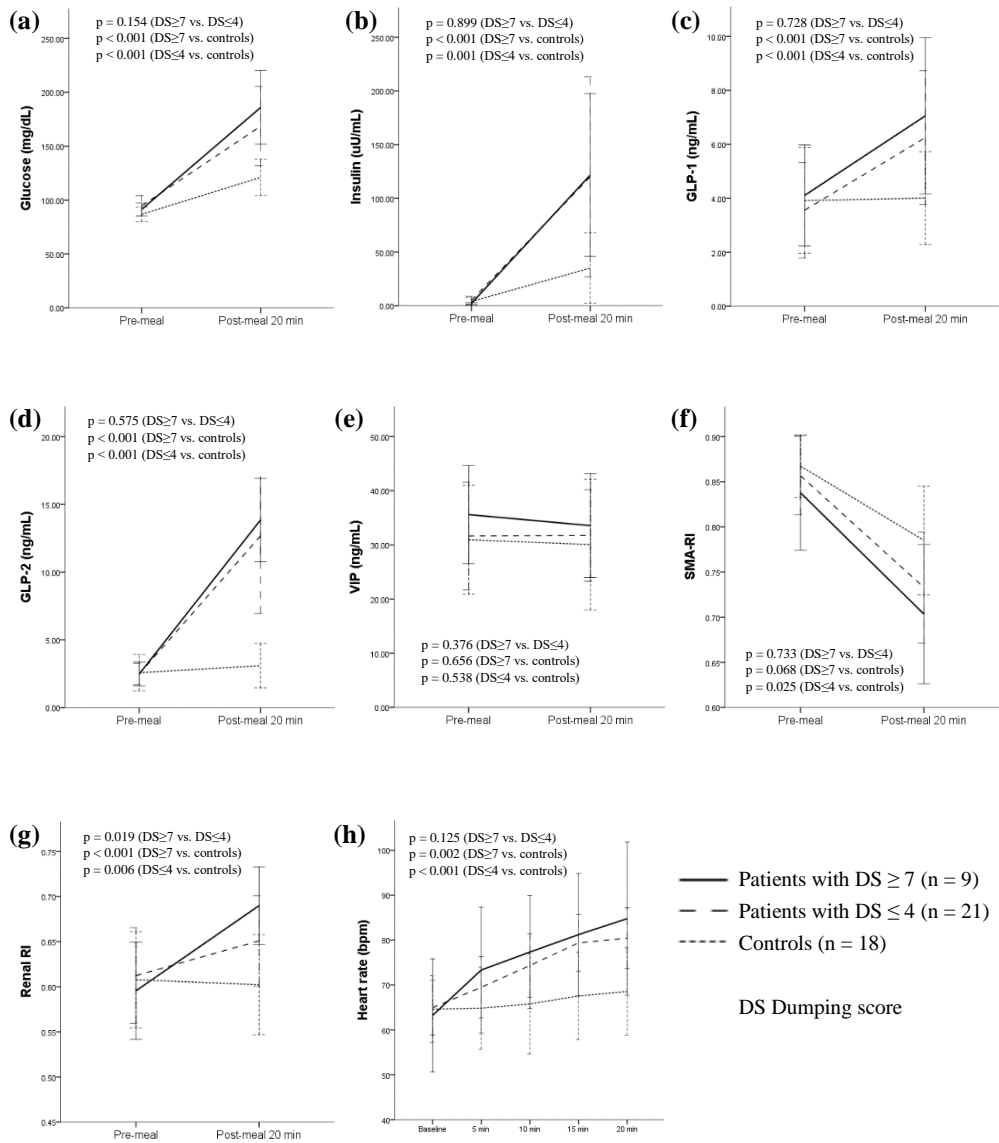 (a)
p = 0.154 (DS≥7 vs. DS≤4)
p < 0.001 (DS≥7 vs. controls)
p < 0.001 (DS≤4 vs. controls)
250.00
200.00
150.00
100.00
50.00
0.00
Glucose (mg/dL)
Pre-meal
Post-meal 20 min
(b)
p = 0.899 (DS≥7 vs. DS≤4)
p < 0.001 (DS≥7 vs. controls)
p = 0.001 (DS≤4 vs. controls)
250.00
200.00
150.00
100.00
50.00
0.00
Insulin (uU/mL)
Pre-meal
Post-meal 20 min
(c)
p = 0.728 (DS≥7 vs. DS≤4)
p < 0.001 (DS≥7 vs. controls)
p < 0.001 (DS≤4 vs. controls)
10.00
8.00
6.00
4.00
2.00
0.00
GLP-1 (ng/mL)
Pre-meal
Post-meal 20 min
(d)
p = 0.575 (DS≥7 vs. DS≤4)
p < 0.001 (DS≥7 vs. controls)
p < 0.001 (DS≤4 vs. controls)
20.00
15.00
10.00
5.00
0.00
GLP-2 (ng/mL)
Pre-meal
Post-meal 20 min
(e)
50.00
40.00
30.00
20.00
10.00
0.00
VIP (ng/mL)
p = 0.376 (DS≥7 vs. DS≤4)
p = 0.656 (DS≥7 vs. controls)
p = 0.538 (DS≤4 vs. controls)
Pre-meal
Post-meal 20 min
(f)
0.90
0.85
0.80
0.75
0.70
0.65
0.60
SMA-RI
p = 0.733 (DS≥7 vs. DS≤4)
p = 0.068 (DS≥7 vs. controls)
p = 0.025 (DS≤4 vs. controls)
Pre-meal
Post-meal 20 min
(g)
p = 0.019 (DS≥7 vs. DS≤4)
p < 0.001 (DS≥7 vs. controls)
p = 0.006 (DS≤4 vs. controls)
0.75
0.70
0.65
0.60
0.55
0.50
0.45
Renal RI
Pre-meal
Post-meal 20 min
(h)
p = 0.125 (DS≥7 vs. DS≤4)
p = 0.002 (DS≥7 vs. controls)
p < 0.001 (DS≤4 vs. controls)
100
90
80
70
60
50
40
Heart rate (bpm)
Baseline
5 min
10 min
15 min
20 min
Patients with DS ≥ 7 (n = 9)
Patients with DS ≤ 4 (n = 21)
Controls (n = 18)
DS Dumping score